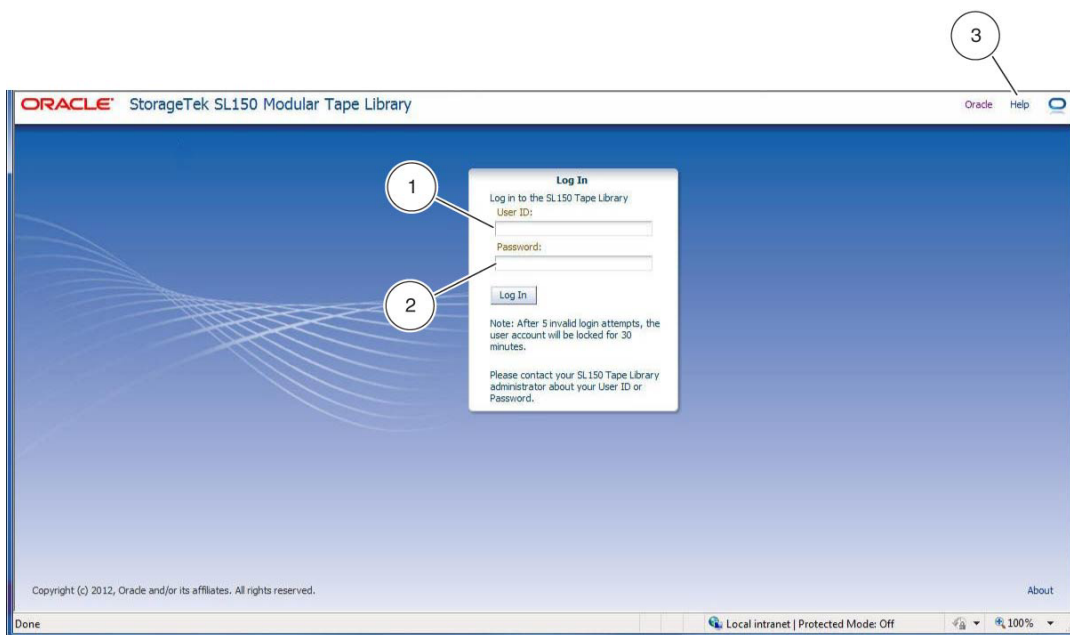 3
ORACLE StorageTek SL150 Modular Tape Library
Oracle Help
Log In
1
Log in to the SL150 Tape Library
User ID:
Password:
Log In
2
Note: After 5 invalid login attempts, the
user account will be locked for 30
minutes.
Please contact your SL150 Tape Library
administrator about your User ID or
Password.
Copyright (c) 2012, Oracle and/or its affiliates. All rights reserved.
About
Done
Local intranet | Protected Mode: Off
100%